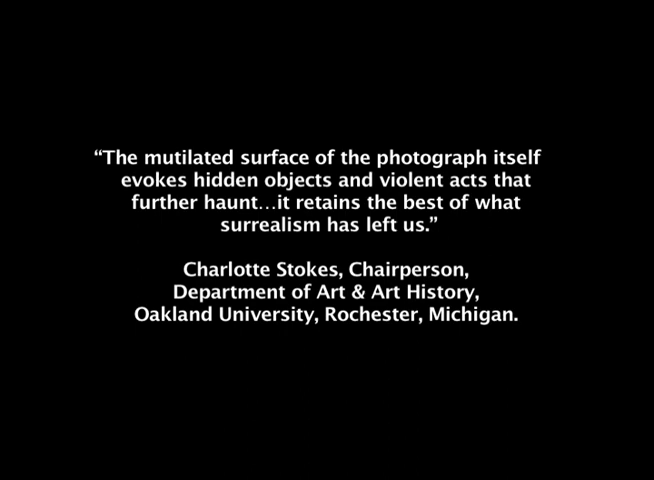 “The mutilated surface of the photograph itself
evokes hidden objects and violent acts that
further haunt…it retains the best of what
surrealism has left us.”
Charlotte Stokes, Chairperson,
Department of Art & Art History,
Oakland University, Rochester, Michigan.